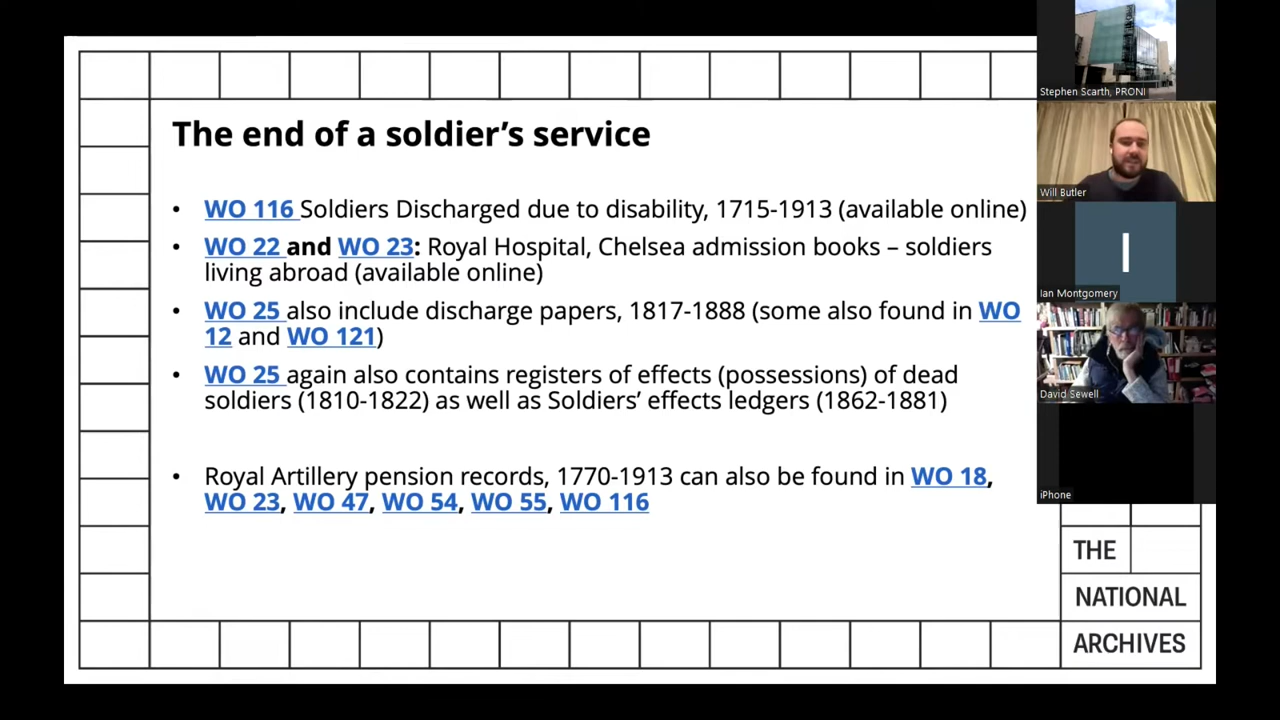 The end of a soldier's service
• WO 116 Soldiers Discharged due to disability, 1715-1913 (available online)
• WO 22 and WO 23: Royal Hospital, Chelsea admission books – soldiers
living abroad (available online)
• WO 25 also include discharge papers, 1817-1888 (some also found in WO
12 and WO 121)
• WO 25 again also contains registers of effects (possessions) of dead
soldiers (1810-1822) as well as Soldiers' effects ledgers (1862-1881)
• Royal Artillery pension records, 1770-1913 can also be found in WO 18,
WO 23, WO 47, WO 54, WO 55, WO 116
THE
NATIONAL
ARCHIVES
Stephen Scarth, PRONI
Will Butler
I
Ian Montgomery
David Sewell
iPhone